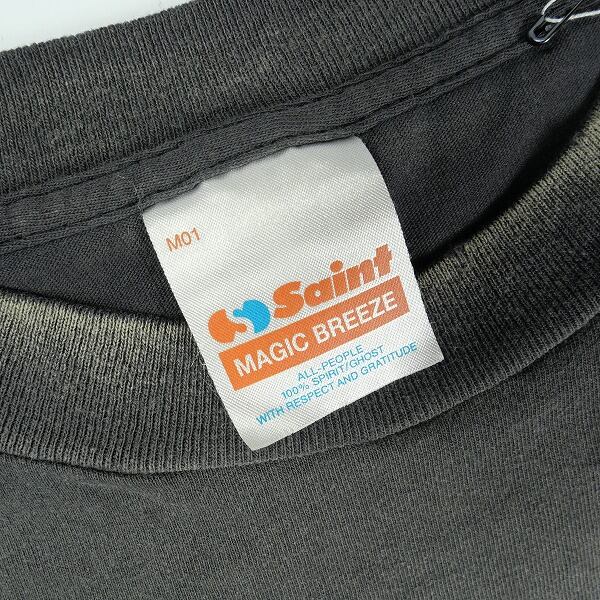 M01
Saint
MAGIC BREEZE
ALL-PEOPLE
100% SPIRIT/GHOST
WITH RESPECT AND GRATITUDE